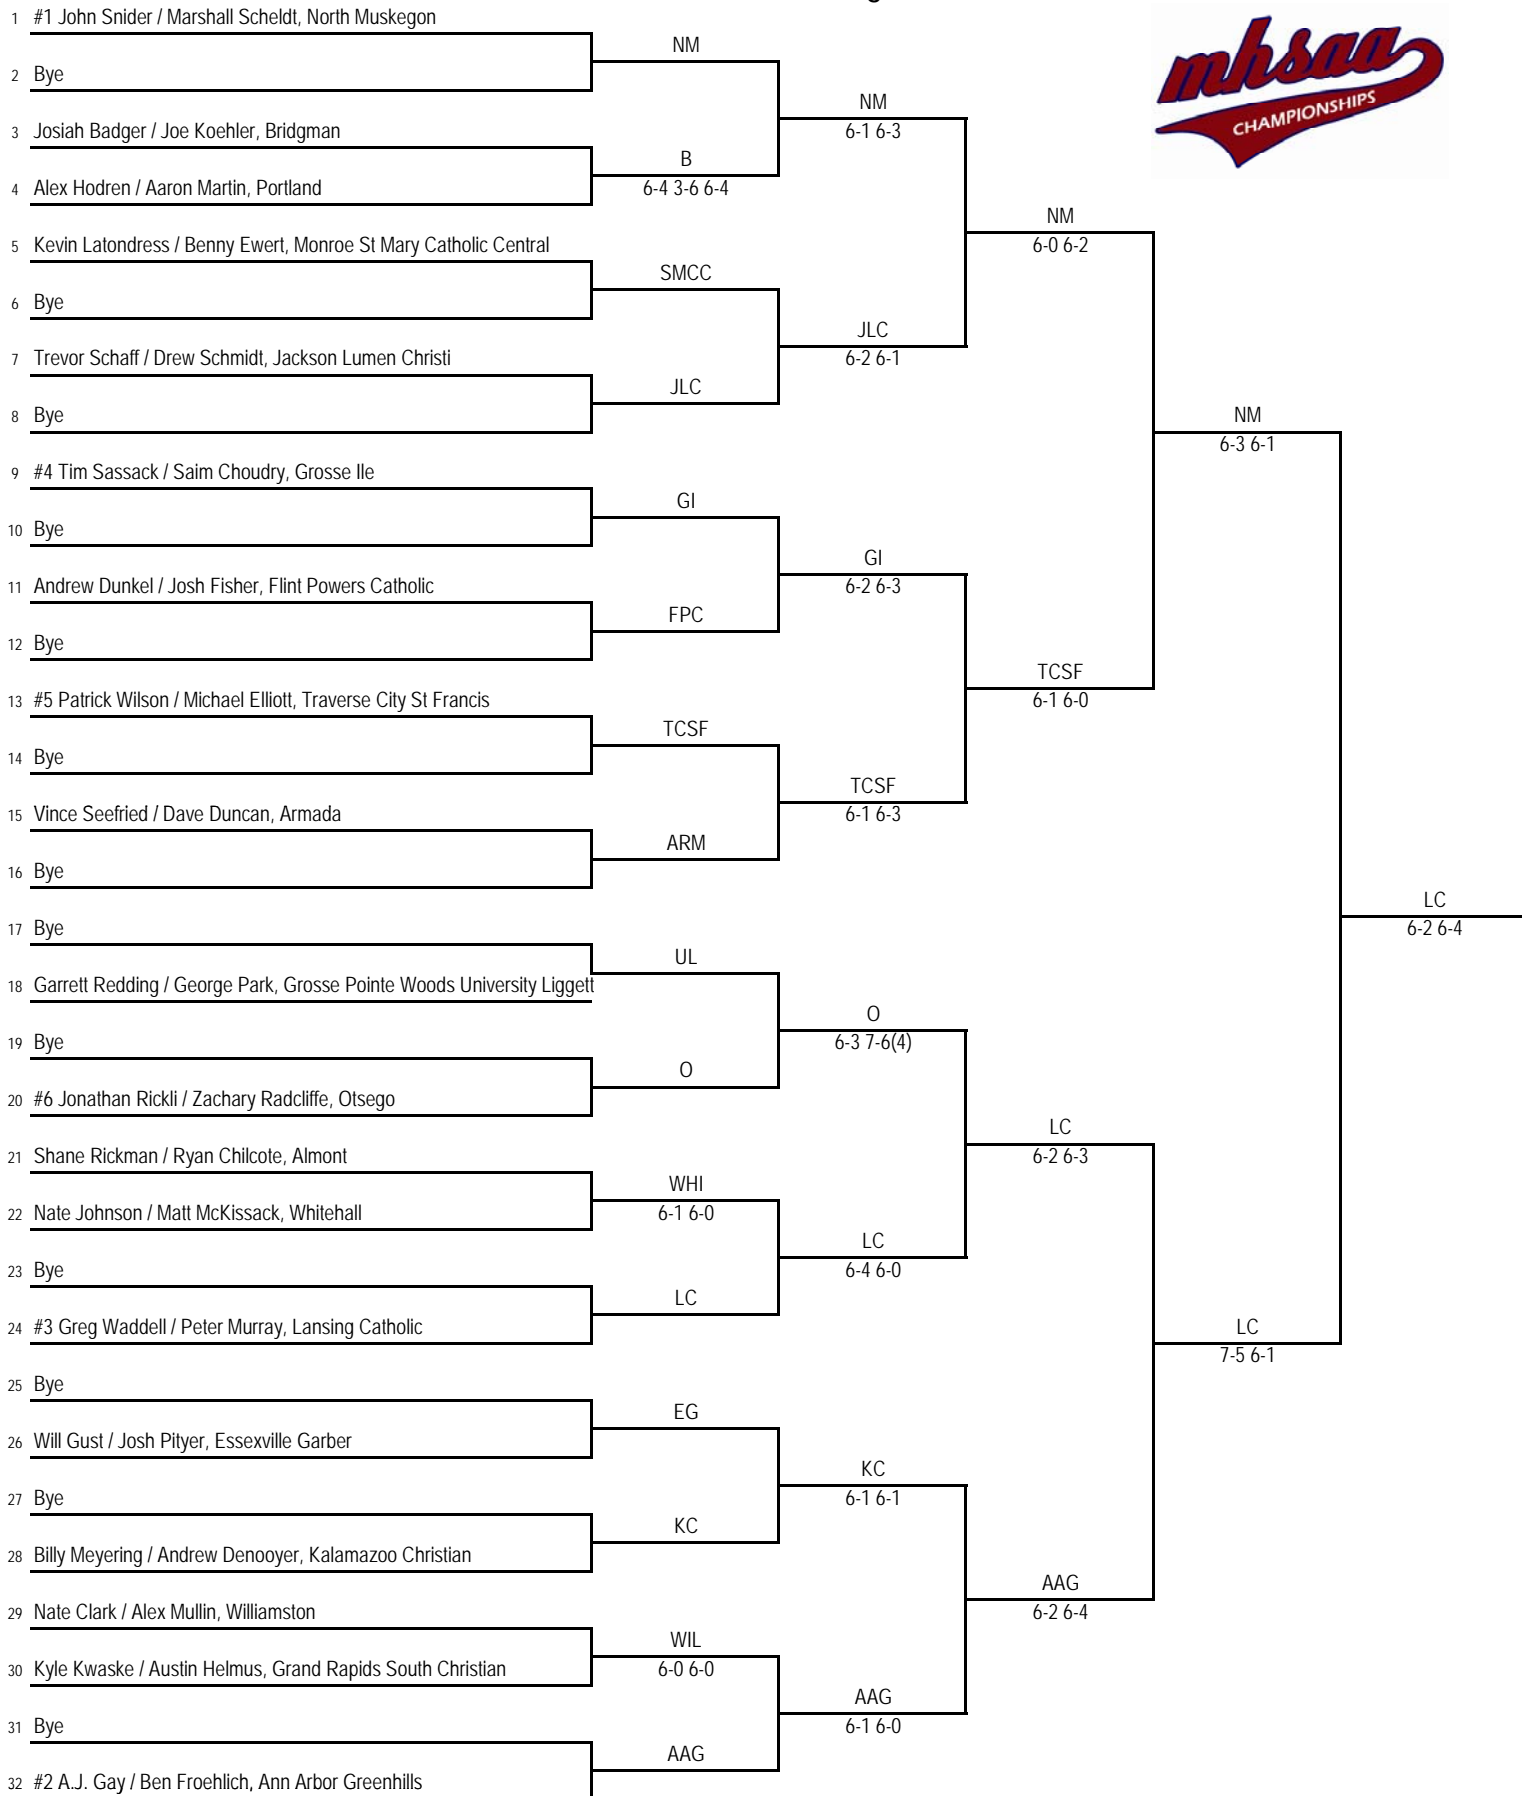 1 #1 John Snider / Marshall Scheldt, North Muskegon
NM
2 Bye
NM
6-1 6-3
3 Josiah Badger / Joe Koehler, Bridgman
B
6-4 3-6 6-4
4 Alex Hodren / Aaron Martin, Portland
NM
6-0 6-2
5 Kevin Latondress / Benny Ewert, Monroe St Mary Catholic Central
SMCC
6 Bye
JLC
6-2 6-1
7 Trevor Schaff / Drew Schmidt, Jackson Lumen Christi
JLC
8 Bye
NM
6-3 6-1
9 #4 Tim Sassack / Saim Choudry, Grosse Ile
GI
10 Bye
GI
6-2 6-3
11 Andrew Dunkel / Josh Fisher, Flint Powers Catholic
FPC
12 Bye
TCSF
6-1 6-0
13 #5 Patrick Wilson / Michael Elliott, Traverse City St Francis
TCSF
14 Bye
TCSF
6-1 6-3
15 Vince Seefried / Dave Duncan, Armada
ARM
16 Bye
LC
6-2 6-4
17 Bye
UL
18 Garrett Redding / George Park, Grosse Pointe Woods University Liggett
O
6-3 7-6(4)
19 Bye
O
20 #6 Jonathan Rickli / Zachary Radcliffe, Otsego
LC
6-2 6-3
21 Shane Rickman / Ryan Chilcote, Almont
WHI
6-1 6-0
22 Nate Johnson / Matt McKissack, Whitehall
LC
6-4 6-0
23 Bye
LC
24 #3 Greg Waddell / Peter Murray, Lansing Catholic
LC
7-5 6-1
25 Bye
EG
26 Will Gust / Josh Pityer, Essexville Garber
KC
6-1 6-1
27 Bye
KC
28 Billy Meyering / Andrew Denooyer, Kalamazoo Christian
AAG
6-2 6-4
29 Nate Clark / Alex Mullin, Williamston
WIL
6-0 6-0
30 Kyle Kwaske / Austin Helmus, Grand Rapids South Christian
AAG
6-1 6-0
31 Bye
AAG
32 #2 A.J. Gay / Ben Froehlich, Ann Arbor Greenhills
mhsaa
CHAMPIONSHIPS